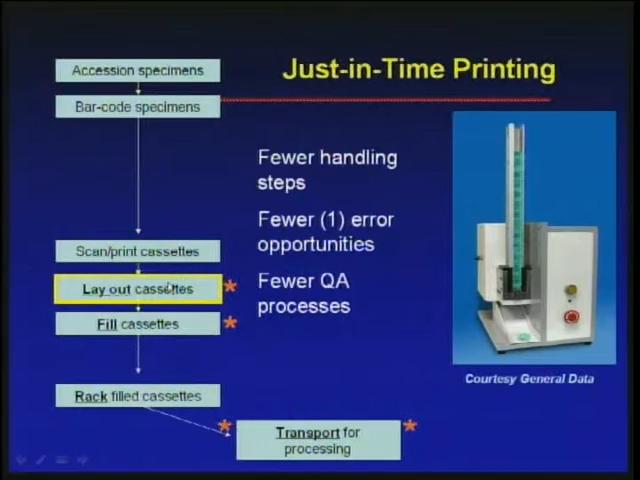 Just-in-Time Printing
Accession specimens
Bar-code specimens
Scan/print cassettes
Lay out cassettes
*
Fill cassettes
*
Rack filled cassettes
*
Transport for
processing
*
Fewer handling
steps
Fewer (1) error
opportunities
Fewer QA
processes
Courtesy General Data